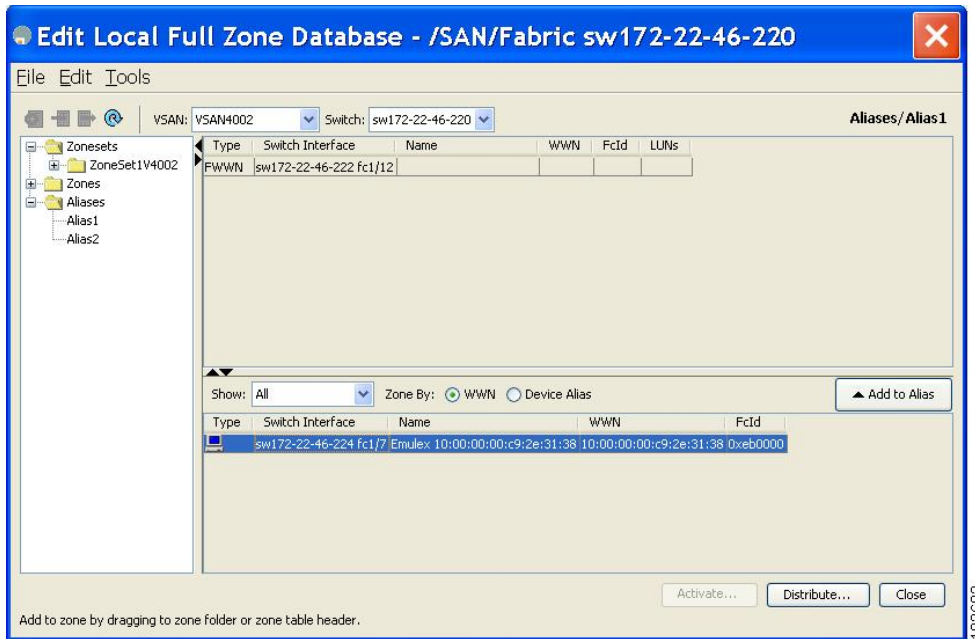 Edit Local Full Zone Database - /SAN/Fabric sw172-22-46-220
File Edit Tools
VSAN: VSAN4002 Switch: sw172-22-46-220 Aliases/Alias1
Zonesets
ZoneSet1V4002
Zones
Aliases
Alias1
Alias2
Type Switch Interface Name WWN FcId LUNs
FWWN sw172-22-46-222 fc1/12
Show: All Zone By: WWN Device Alias Add to Alias
Type Switch Interface Name WWN FcId
sw172-22-46-224 fc1/7 Emulex 10:00:00:00:c9:2e:31:38 10:00:00:00:c9:2e:31:38 0xeb0000
Activate... Distribute... Close
Add to zone by dragging to zone folder or zone table header.